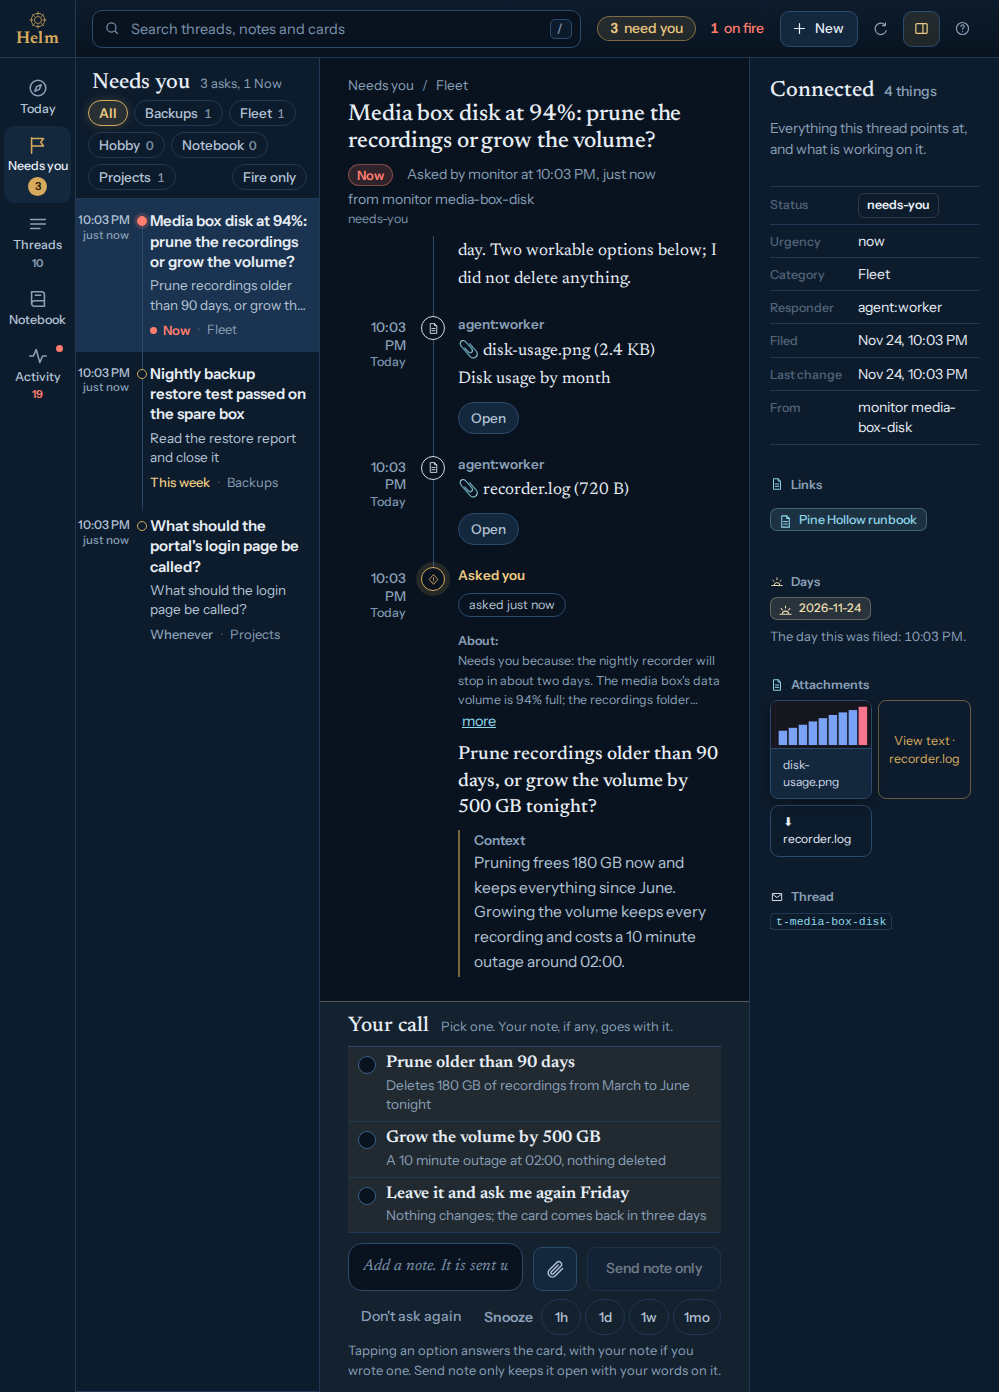 Helm
Search threads, notes and cards
/
3 need you
1 on fire
New
Today
Needs you
3
Threads
10
Notebook
Activity
19
Needs you 3 asks, 1 Now
All
Backups 1
Fleet 1
Hobby 0
Notebook 0
Projects 1
Fire only
10:03 PM
just now
Media box disk at 94%:
prune the recordings
or grow the volume?
Prune recordings older
than 90 days, or grow th...
Now · Fleet
10:03 PM
just now
Nightly backup
restore test passed on
the spare box
Read the restore report
and close it
This week · Backups
10:03 PM
just now
What should the
portal's login page be
called?
What should the login
page be called?
Whenever · Projects
Needs you / Fleet
Media box disk at 94%: prune the
recordings or grow the volume?
Now Asked by monitor at 10:03 PM, just now
from monitor media-box-disk
needs-you
day. Two workable options below; I
did not delete anything.
10:03
PM
Today
agent:worker
📎 disk-usage.png (2.4 KB)
Disk usage by month
Open
10:03
PM
Today
agent:worker
📎 recorder.log (720 B)
Open
10:03
PM
Today
Asked you
asked just now
About:
Needs you because: the nightly recorder will
stop in about two days. The media box's data
volume is 94% full; the recordings folder...
more
Prune recordings older than 90
days, or grow the volume by
500 GB tonight?
Context
Pruning frees 180 GB now and
keeps everything since June.
Growing the volume keeps every
recording and costs a 10 minute
outage around 02:00.
Your call Pick one. Your note, if any, goes with it.
Prune older than 90 days
Deletes 180 GB of recordings from March to June
tonight
Grow the volume by 500 GB
A 10 minute outage at 02:00, nothing deleted
Leave it and ask me again Friday
Nothing changes; the card comes back in three days
Add a note. It is sent u
Send note only
Don't ask again
Snooze
1h
1d
1w
1mo
Tapping an option answers the card, with your note if you
wrote one. Send note only keeps it open with your words on it.
Connected 4 things
Everything this thread points at,
and what is working on it.
Status needs-you
Urgency now
Category Fleet
Responder agent:worker
Filed Nov 24, 10:03 PM
Last change Nov 24, 10:03 PM
From monitor media-
box-disk
Links
Pine Hollow runbook
Days
2026-11-24
The day this was filed: 10:03 PM.
Attachments
disk-
usage.png
View text ·
recorder.log
⬇
recorder.log
Thread
t-media-box-disk